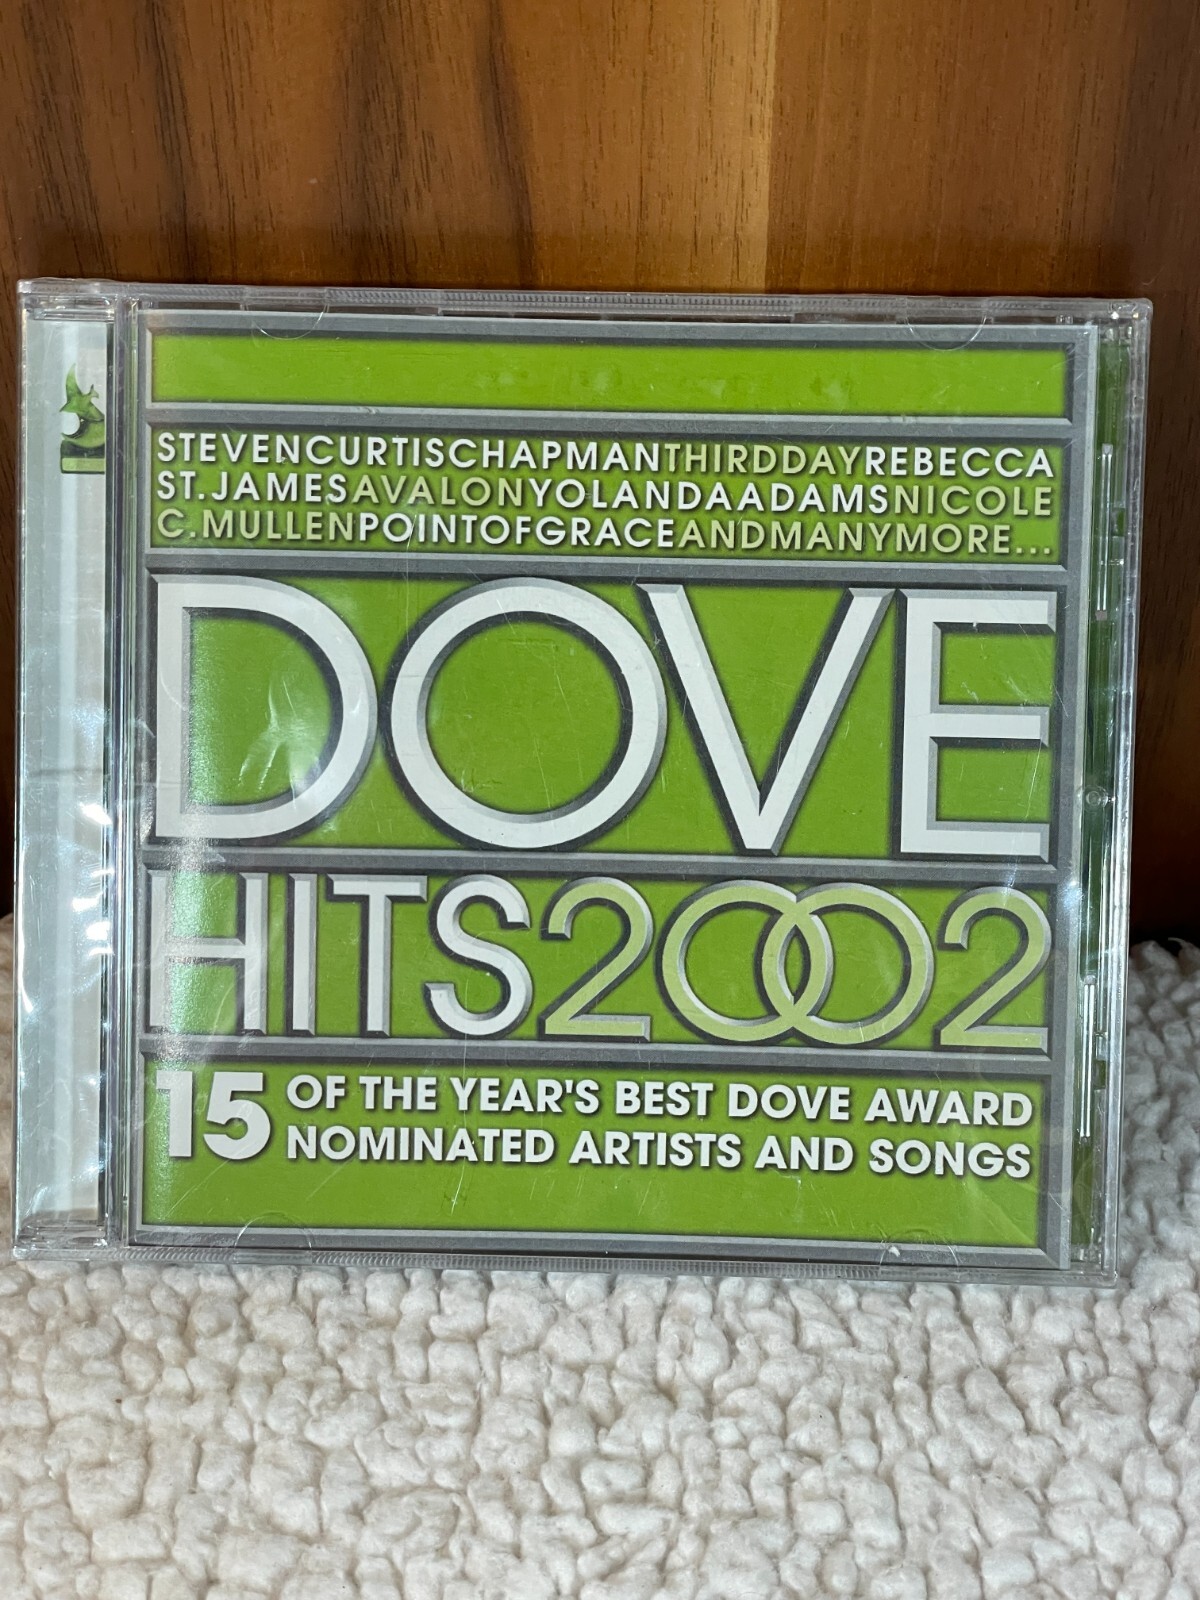 STEVENCURTISCHAPMANTHIRDDAYREBECCA
ST.JAMESAVALONYOLANDAADAMSNICOLE
C.MULLENPOINTOFGRACEANDMANYMORE...
DOVE
HITS2002
15 OF THE YEAR'S BEST DOVE AWARD
NOMINATED ARTISTS AND SONGS